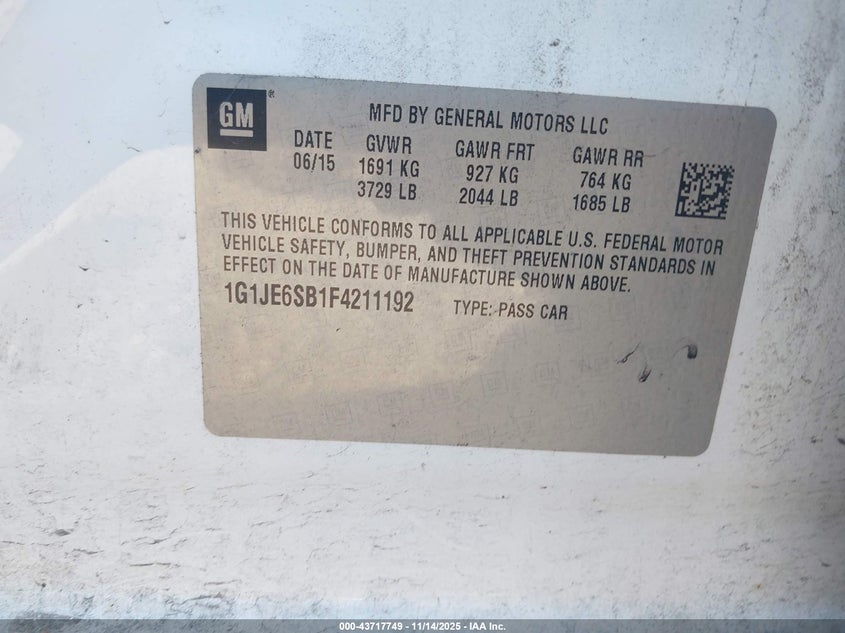 GM®
MFD BY GENERAL MOTORS LLC
DATE GVWR GAWR FRT GAWR RR
06/15 1691 KG 927 KG 764 KG
3729 LB 2044 LB 1685 LB
THIS VEHICLE CONFORMS TO ALL APPLICABLE U.S. FEDERAL MOTOR
VEHICLE SAFETY, BUMPER, AND THEFT PREVENTION STANDARDS IN
EFFECT ON THE DATE OF MANUFACTURE SHOWN ABOVE.
1G1JE6SB1F4211192 TYPE: PASS CAR
000-43717749 - 11/14/2025 - IAA Inc.